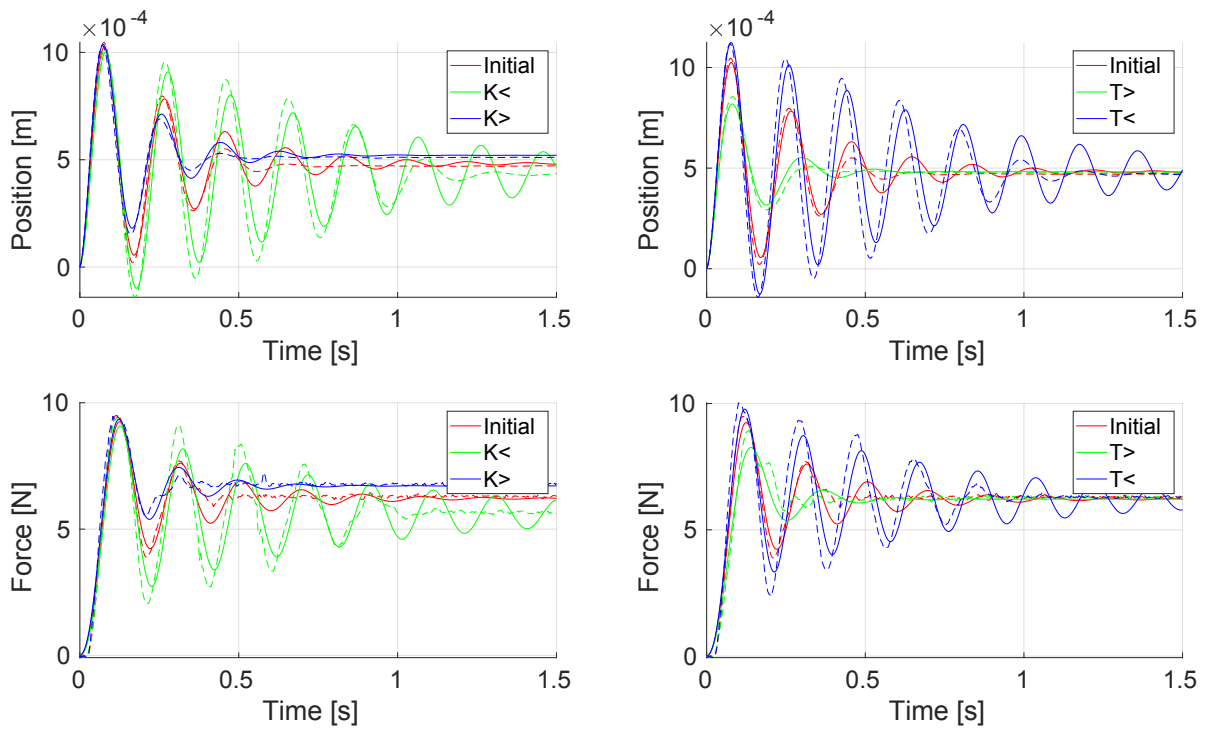 ×10 -4
10
5
0
Position [m]
0
0.5
1
1.5
Time [s]
Initial
K<
K>
×10 -4
10
5
0
Position [m]
0
0.5
1
1.5
Time [s]
Initial
T>
T<
10
5
0
Force [N]
0
0.5
1
1.5
Time [s]
Initial
K<
K>
10
5
0
Force [N]
0
0.5
1
1.5
Time [s]
Initial
T>
T<